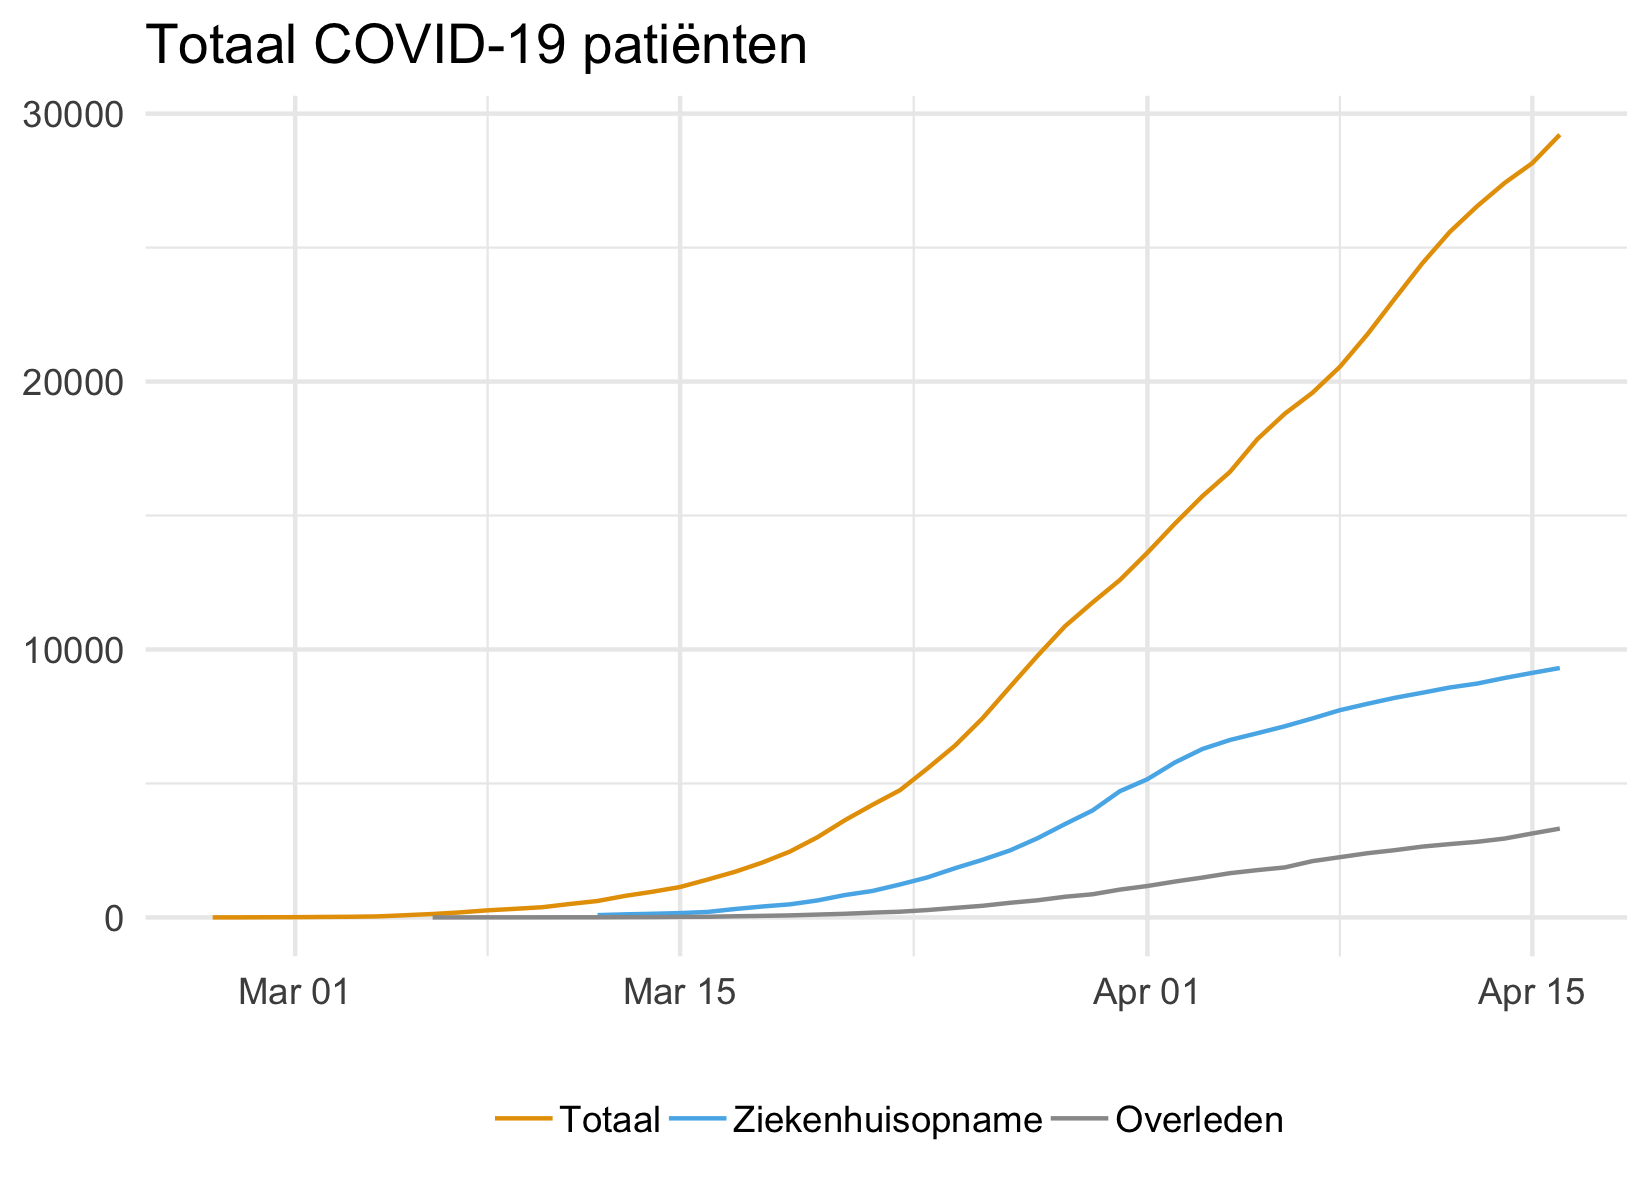 Totaal COVID-19 patiënten
30000
20000
10000
0
Mar 01 Mar 15 Apr 01 Apr 15
Totaal Ziekenhuisopname Overleden